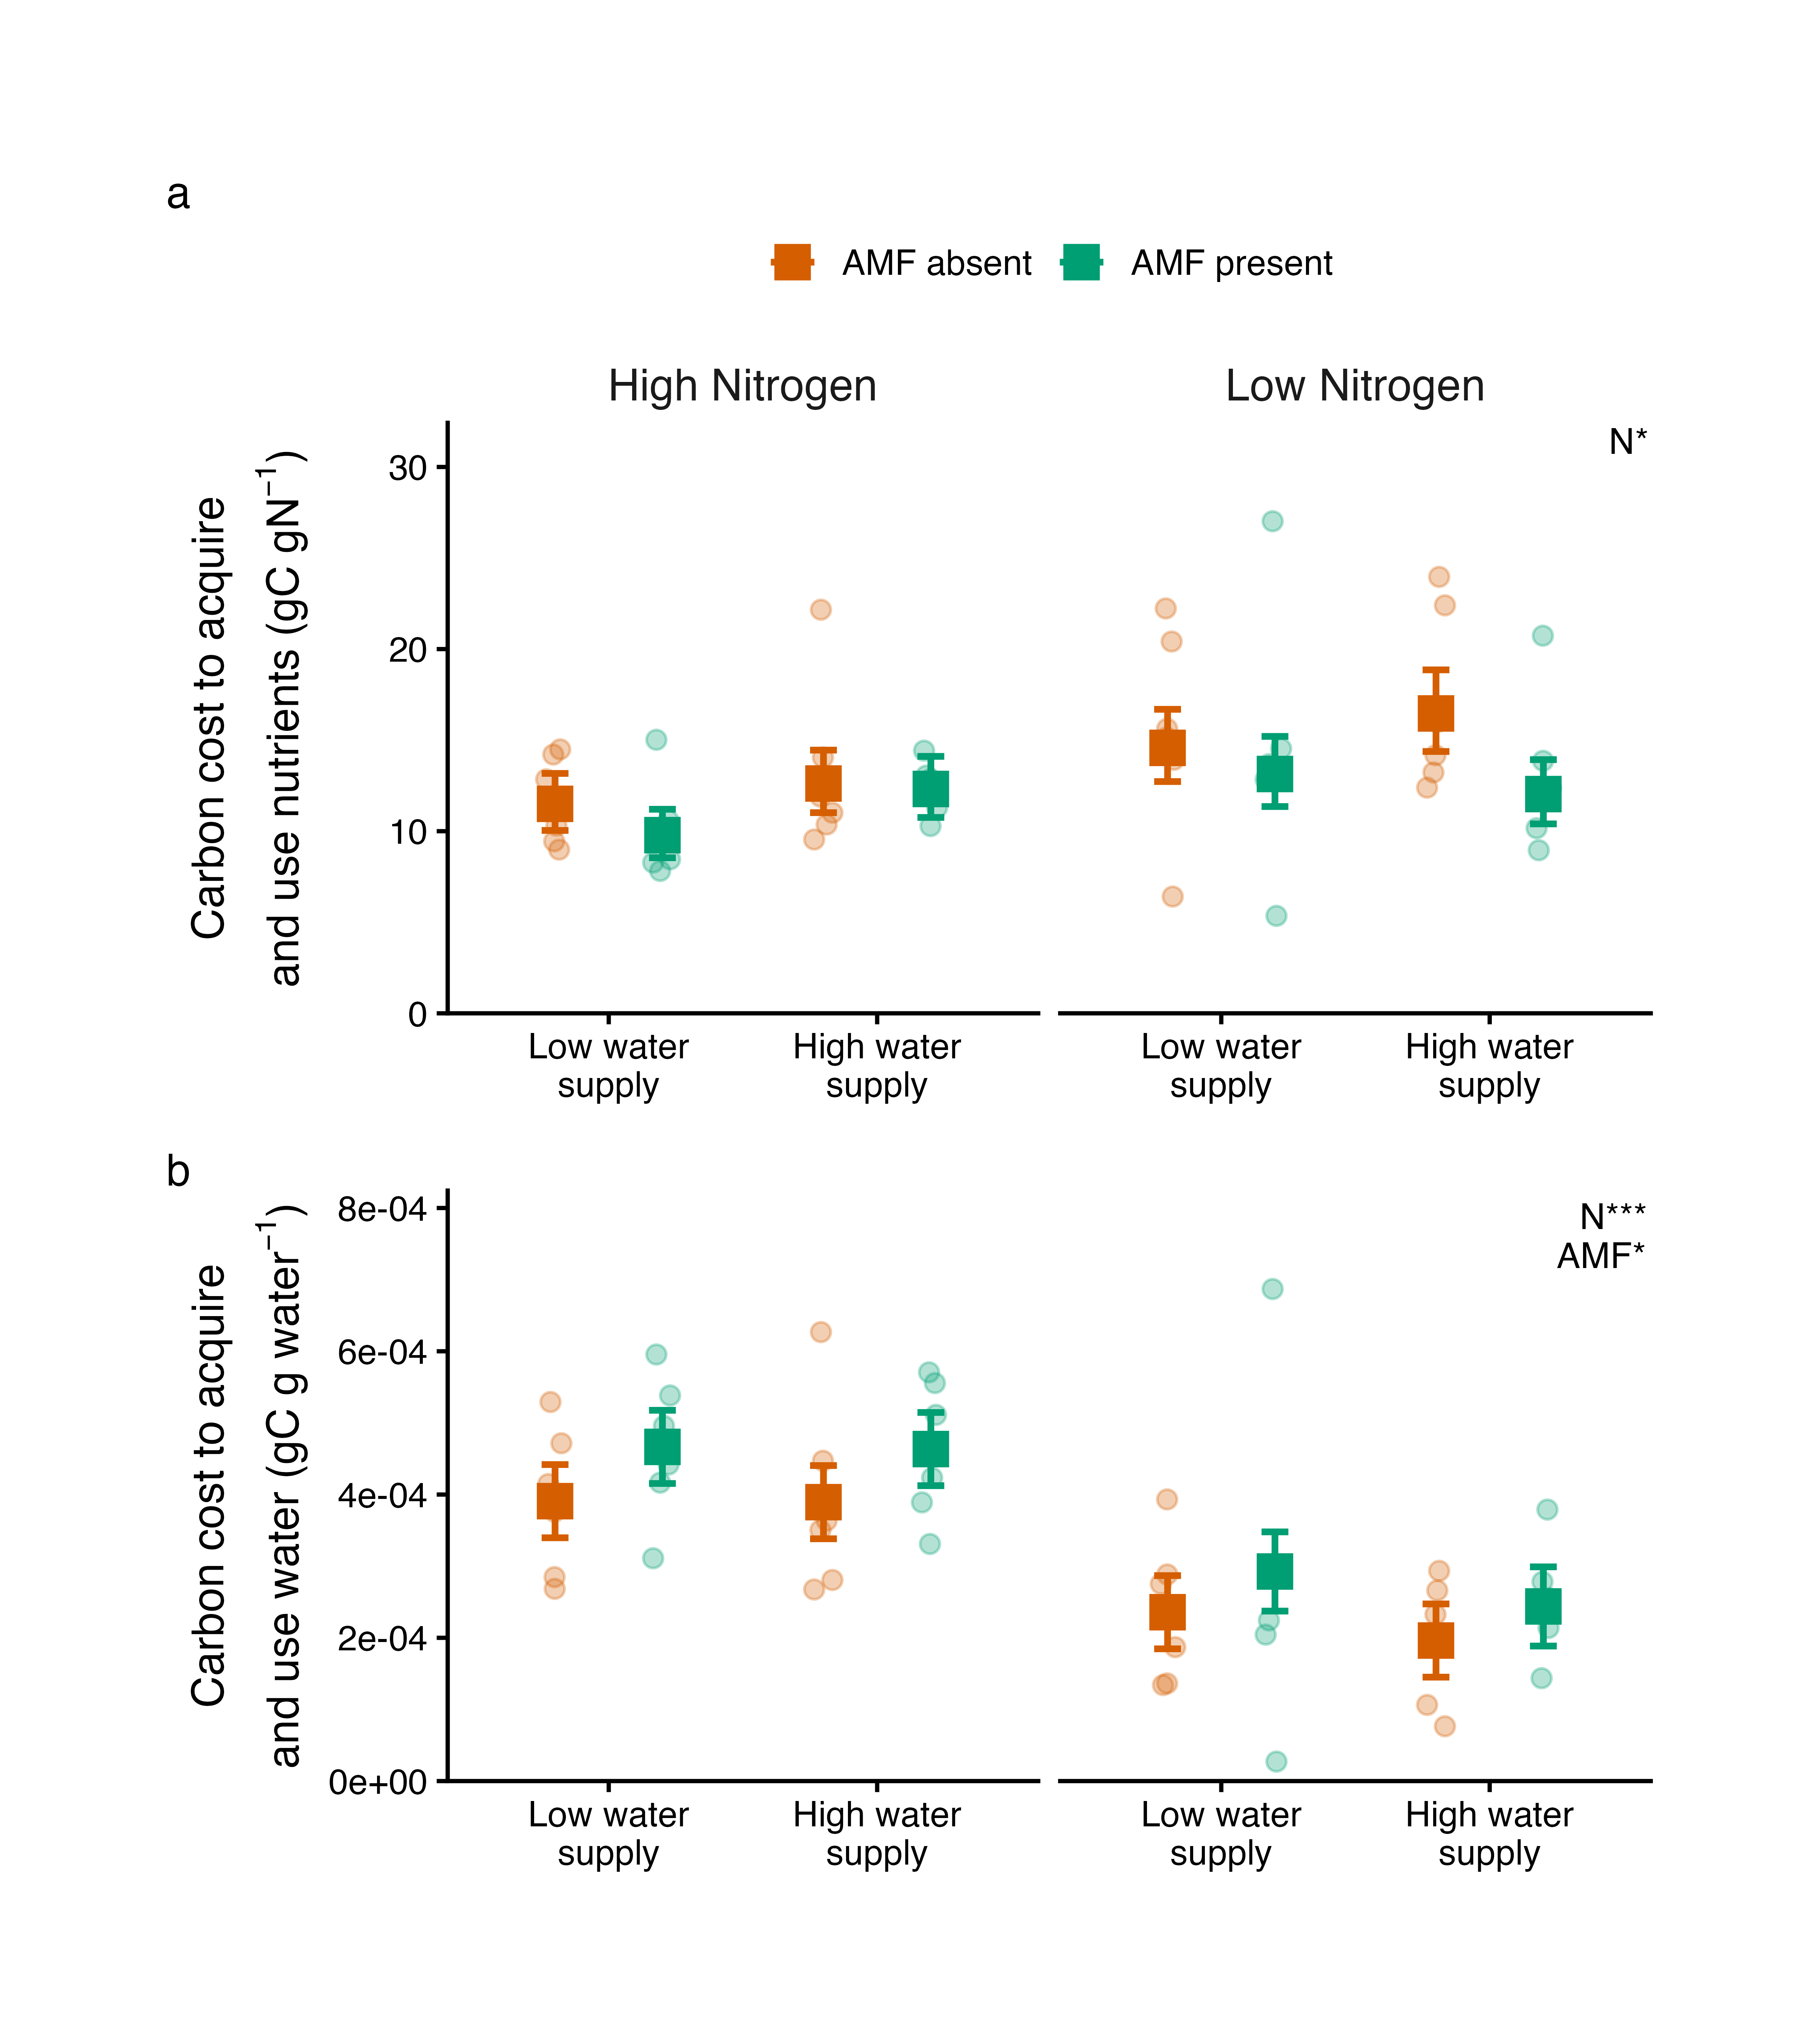 a
AMF absent AMF present
High Nitrogen Low Nitrogen
N*
Carbon cost to acquire
and use nutrients (gC gN⁻¹)
30
20
10
0
Low water
supply
High water
supply
Low water
supply
High water
supply
b
N***
AMF*
Carbon cost to acquire
and use water (gC g water⁻¹)
8e-04
6e-04
4e-04
2e-04
0e+00
Low water
supply
High water
supply
Low water
supply
High water
supply